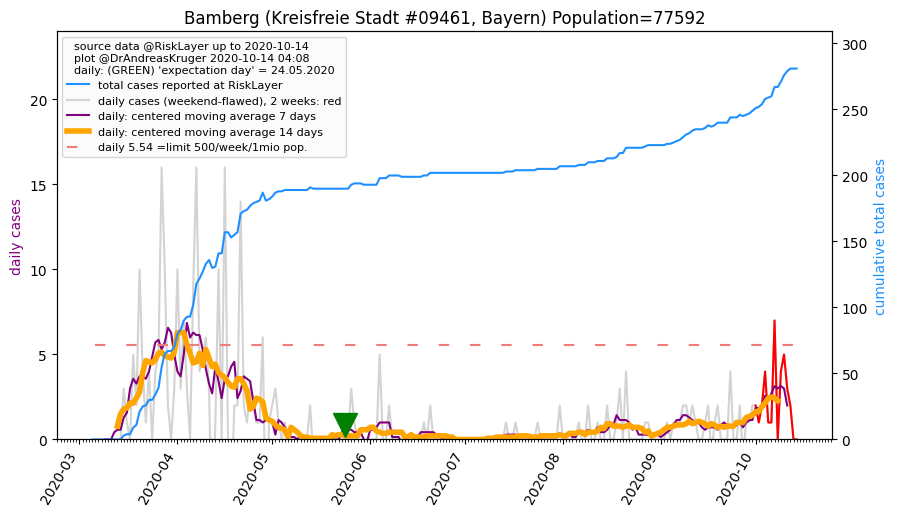 Bamberg (Kreisfreie Stadt #09461, Bayern) Population=77592
source data @RiskLayer up to 2020-10-14
plot @DrAndreasKruger 2020-10-14 04:08
daily: (GREEN) 'expectation day' = 24.05.2020
total cases reported at RiskLayer
daily cases (weekend-flawed), 2 weeks: red
daily: centered moving average 7 days
daily: centered moving average 14 days
daily 5.54 =limit 500/week/1mio pop.
daily cases
20
15
10
5
0
cumulative total cases
300
250
200
150
100
50
0
2020-03
2020-04
2020-05
2020-06
2020-07
2020-08
2020-09
2020-10